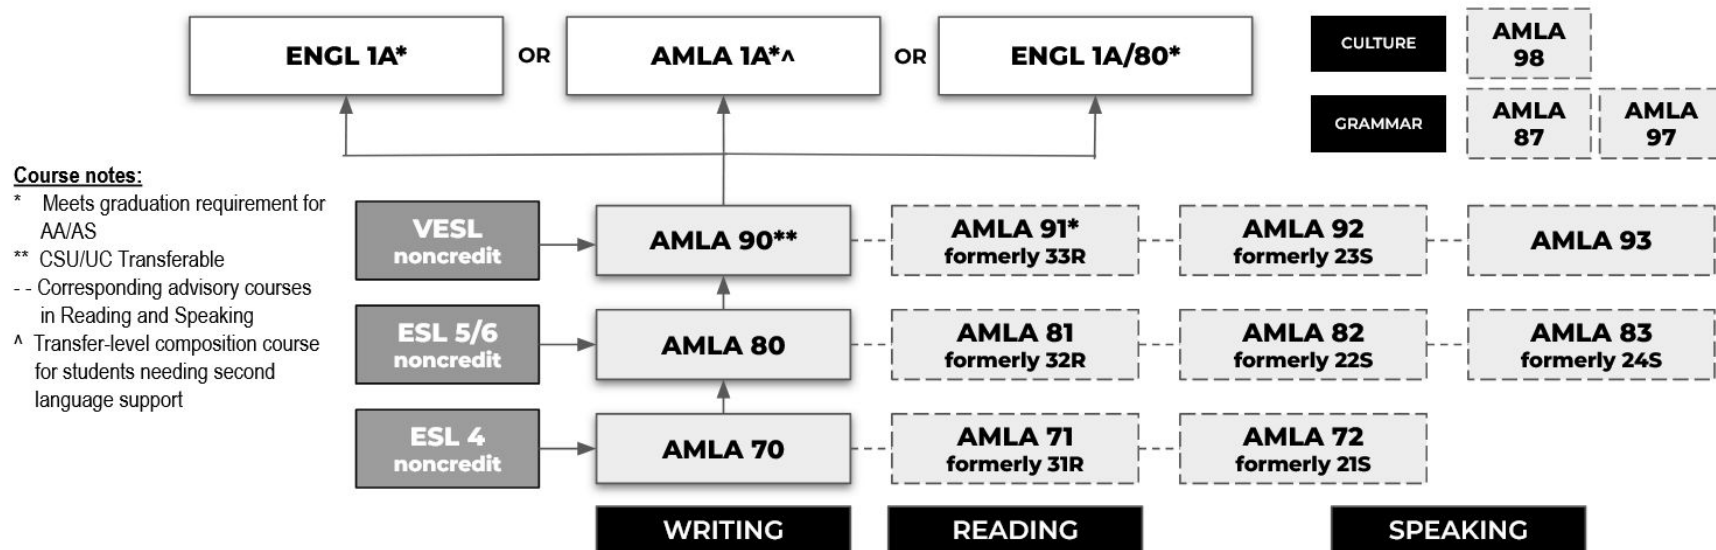 ENGL 1A*
OR
AMLA 1A*^
OR
ENGL 1A/80*
CULTURE
AMLA
98
GRAMMAR
AMLA
87
AMLA
97
Course notes:
* Meets graduation requirement for
AA/AS
** CSU/UC Transferable
- - Corresponding advisory courses
in Reading and Speaking
^ Transfer-level composition course
for students needing second
language support
VESL
noncredit
AMLA 90**
AMLA 91*
formerly 33R
AMLA 92
formerly 23S
AMLA 93
ESL 5/6
noncredit
AMLA 80
AMLA 81
formerly 32R
AMLA 82
formerly 22S
AMLA 83
formerly 24S
ESL 4
noncredit
AMLA 70
AMLA 71
formerly 31R
AMLA 72
formerly 21S
WRITING
READING
SPEAKING